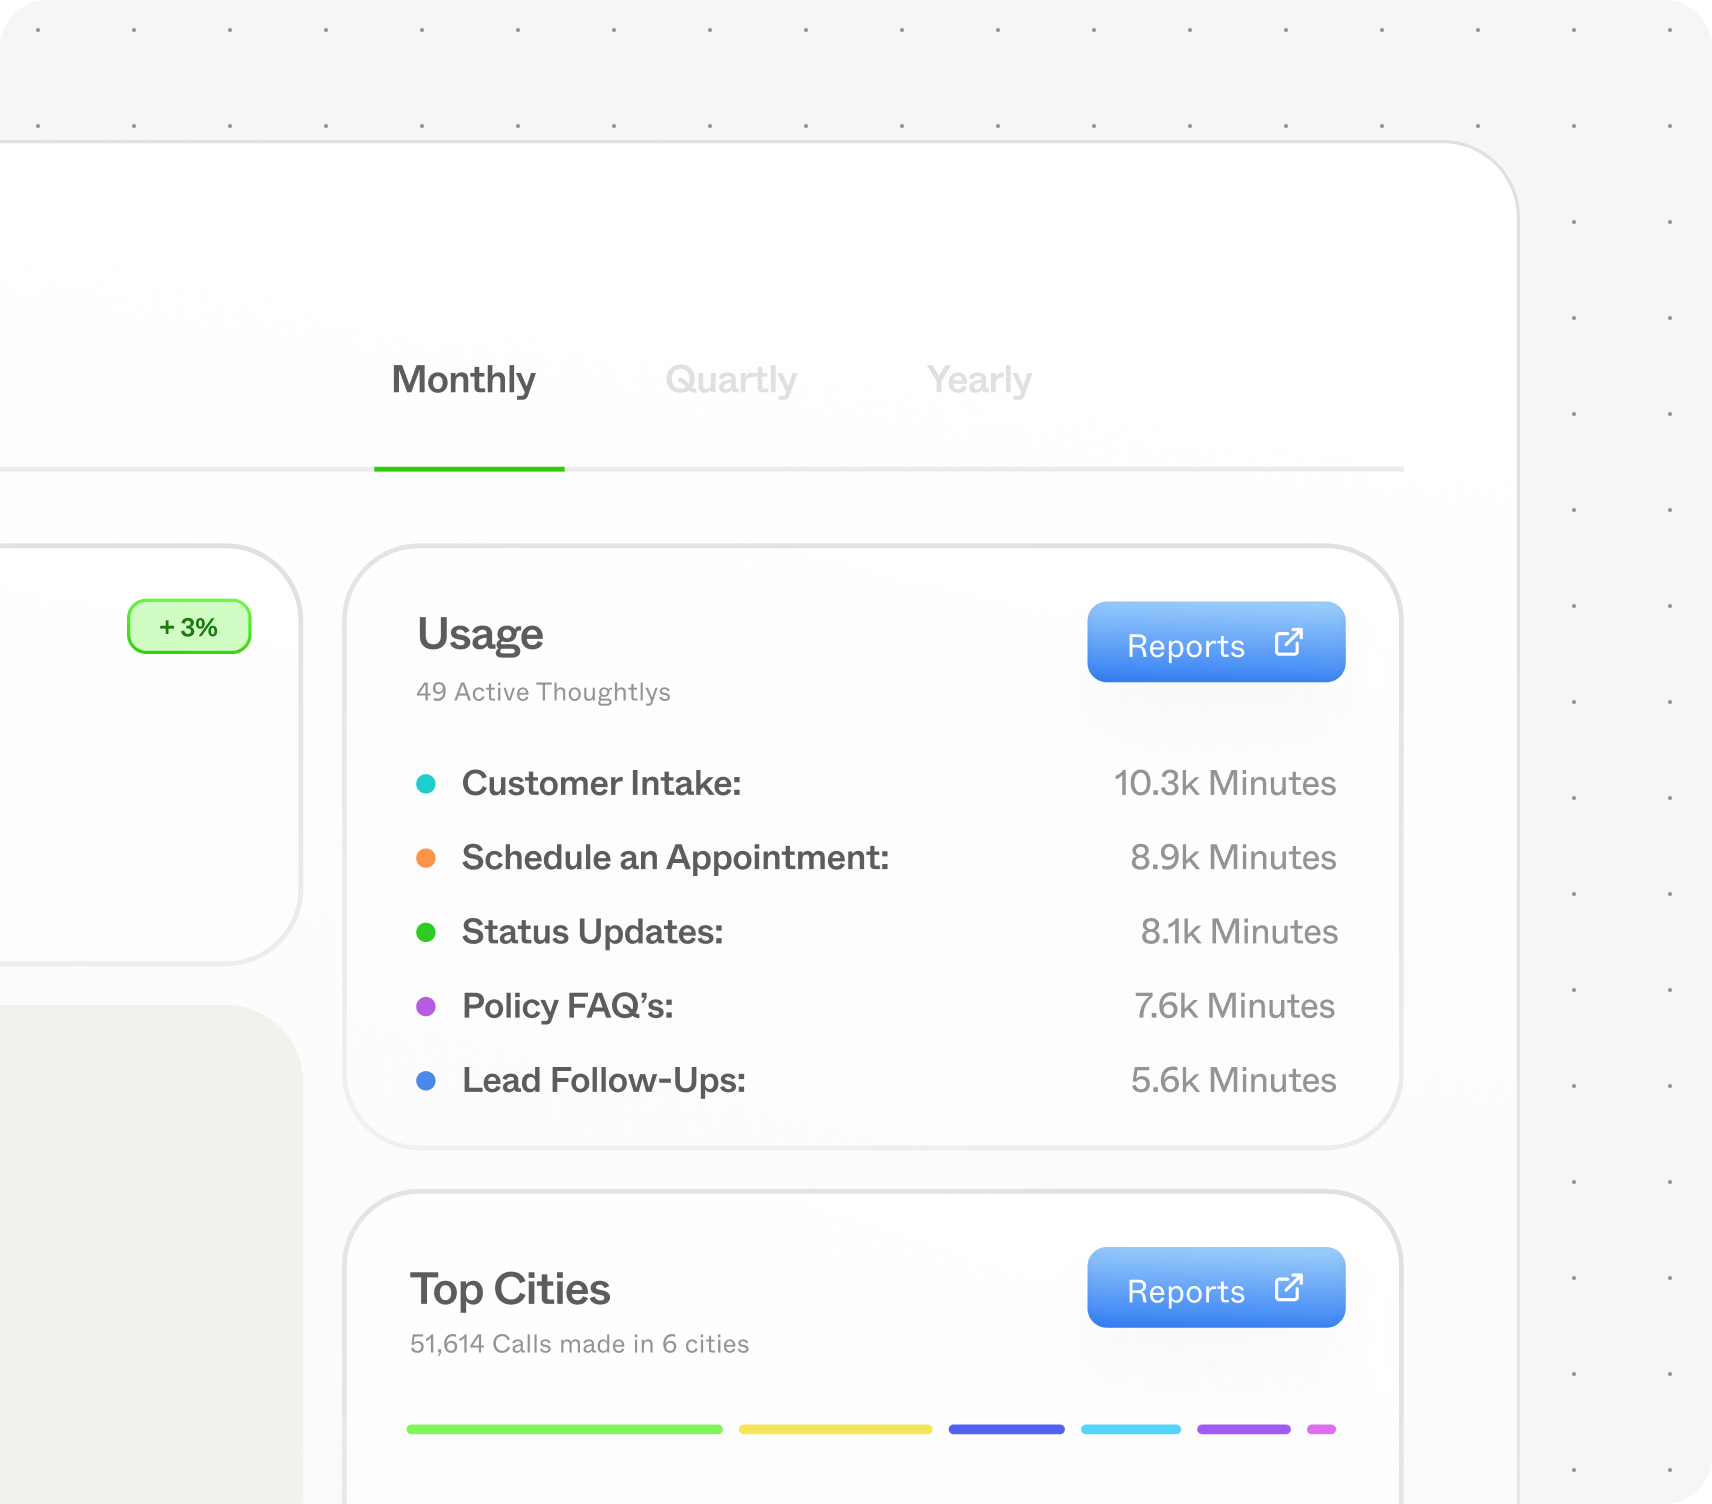 Monthly Quartly Yearly
+ 3%
Usage
Reports
49 Active Thoughtlys
Customer Intake: 10.3k Minutes
Schedule an Appointment: 8.9k Minutes
Status Updates: 8.1k Minutes
Policy FAQ’s: 7.6k Minutes
Lead Follow-Ups: 5.6k Minutes
Top Cities
Reports
51,614 Calls made in 6 cities